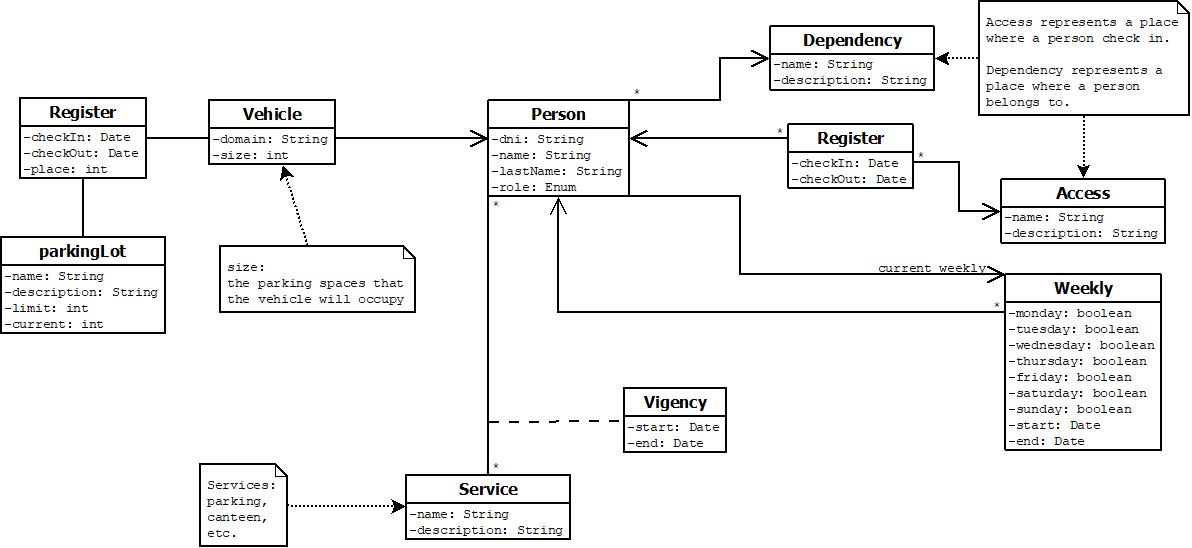 Access represents a place
where a person check in.
Dependency represents a
place where a person
belongs to.
Dependency
-name: String
-description: String
*
Register
-checkIn: Date
-checkOut: Date
-place: int
Vehicle
-domain: String
-size: int
Person
-dni: String
-name: String
-lastName: String
-role: Enum
*
*
Register
-checkIn: Date
-checkOut: Date
*
Access
-name: String
-description: String
parkingLot
-name: String
-description: String
-limit: int
-current: int
size:
the parking spaces that
the vehicle will occupy
current weekly
*
Weekly
-monday: boolean
-tuesday: boolean
-wednesday: boolean
-thursday: boolean
-friday: boolean
-saturday: boolean
-sunday: boolean
-start: Date
-end: Date
Vigency
-start: Date
-end: Date
Services:
parking,
canteen,
etc.
*
Service
-name: String
-description: String